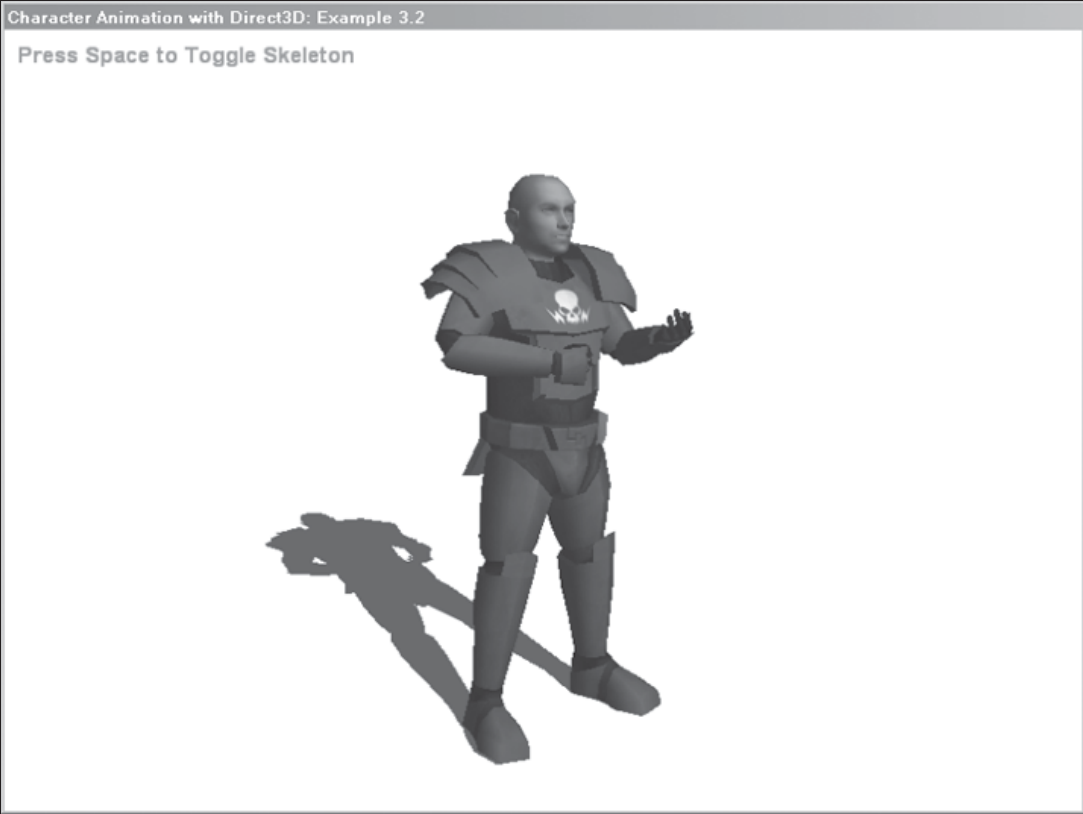 Character Animation with Direct3D: Example 3.2
Press Space to Toggle Skeleton